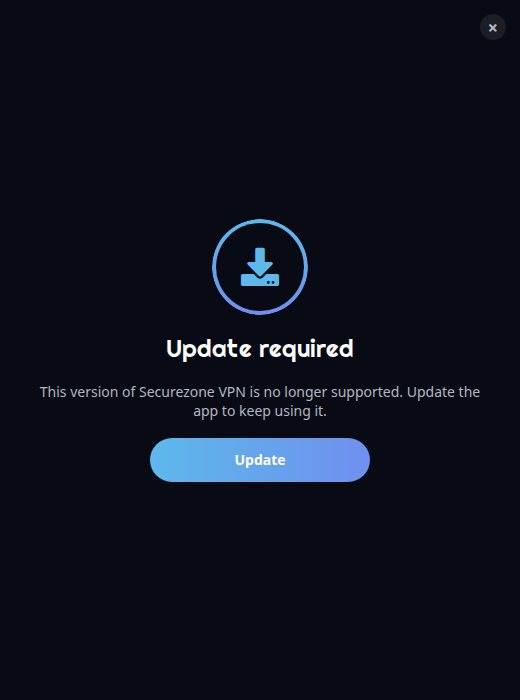 Update required
This version of Securezone VPN is no longer supported. Update the
app to keep using it.
Update